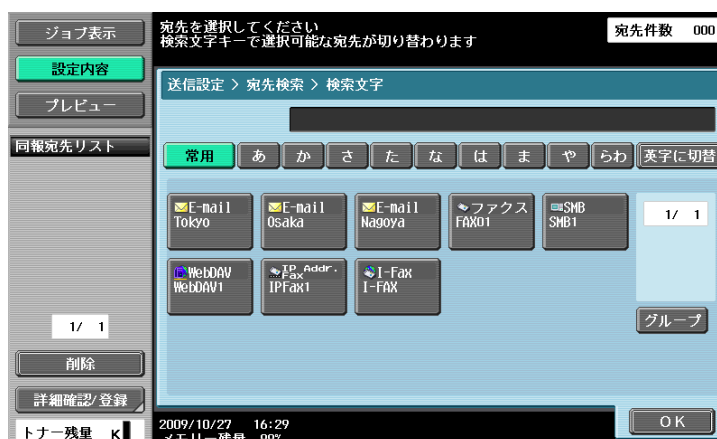 ジョブ表示
設定内容
プレビュー
同報宛先リスト
1/ 1
削除
詳細確認/登録
トナー残量 K
宛先を選択してください
検索文字キーで選択可能な宛先が切り替わります
宛先件数 000
送信設定 > 宛先検索 > 検索文字
常用 あ か さ た な は ま や らわ 英字に切替
E-mail
Tokyo
E-mail
Osaka
E-mail
Nagoya
ファクス
FAX01
SMB
SMB1
1/ 1
WebDAV
WebDAV1
IP Addr.
Fax
IPFax1
I-Fax
I-FAX
グループ
OK
2009/10/27 16:29
メモリー残量 99%